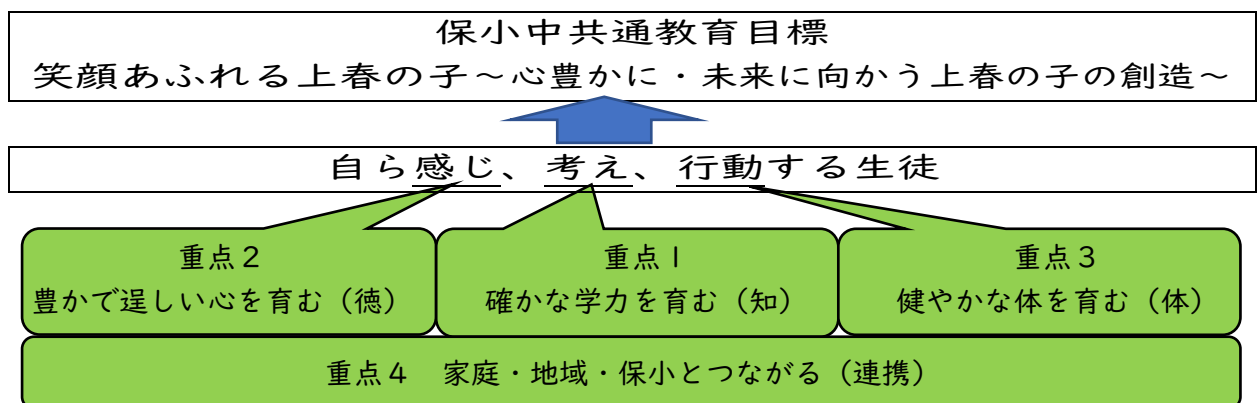 保小中共通教育目標
笑顔あふれる上春の子～心豊かに・未来に向かう上春の子の創造～
自ら感じ、考え、行動する生徒
重点２
豊かで逞しい心を育む（徳）
重点１
確かな学力を育む（知）
重点３
健やかな体を育む（体）
重点４　家庭・地域・保小とつながる（連携）